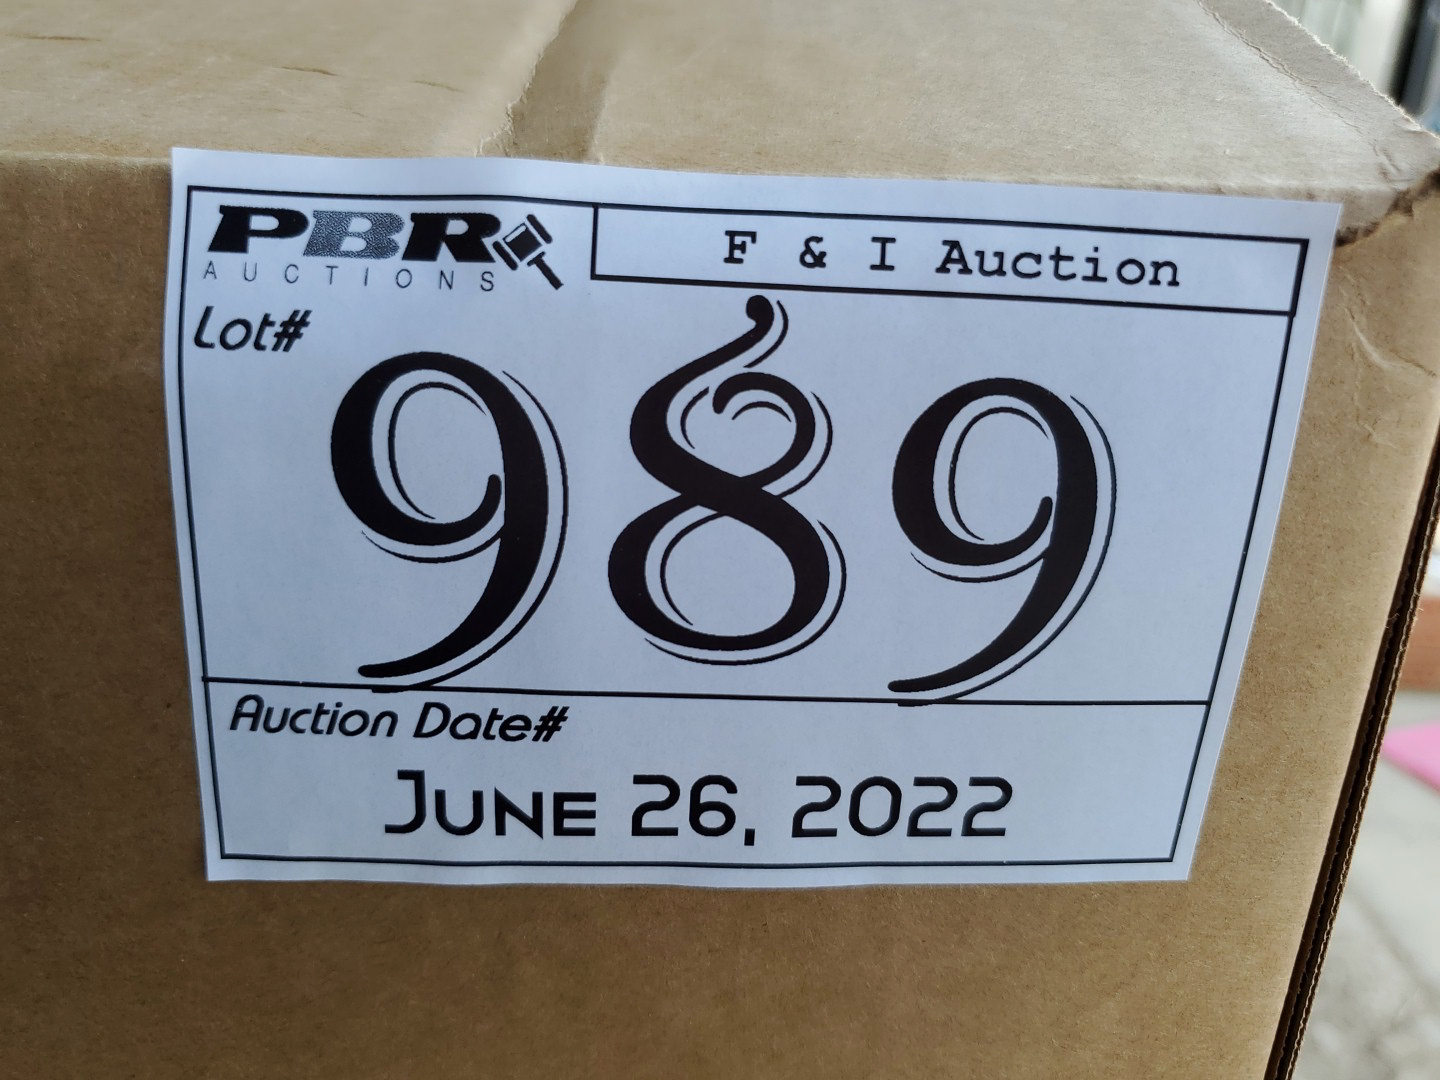 PBR
AUCTIONS
F & I Auction
Lot#
989
Auction Date#
JUNE 26, 2022